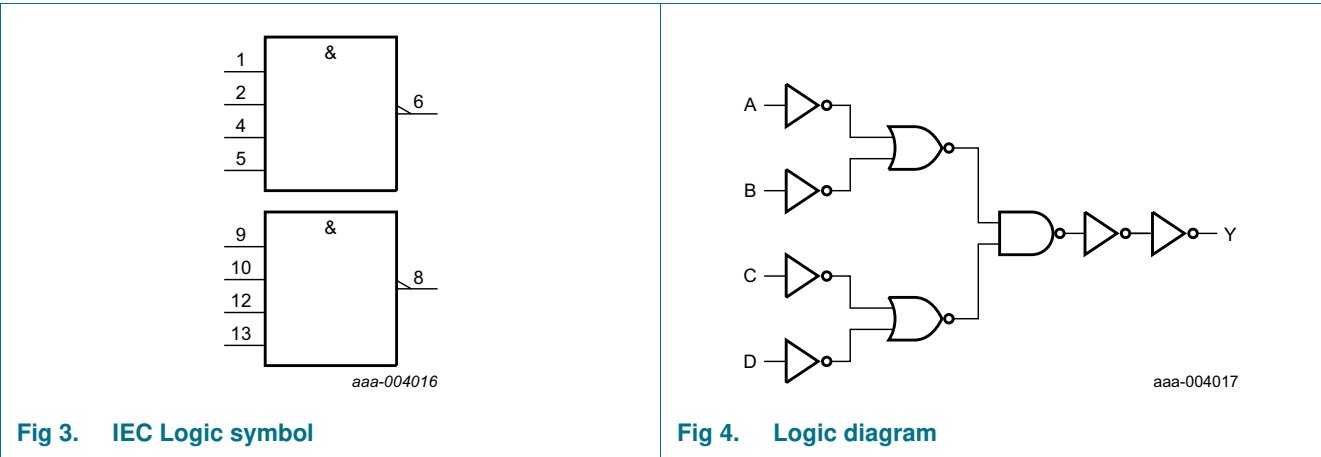 &
1
2
4
5
6
&
9
10
12
13
8
aaa-004016
Fig 3. IEC Logic symbol
A
B
C
D
Y
aaa-004017
Fig 4. Logic diagram